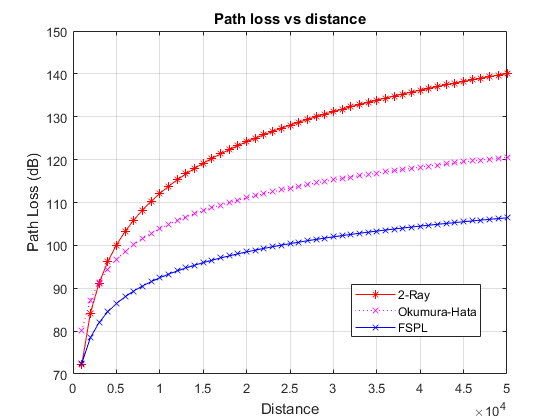 Path loss vs distance
150
140
130
120
110
100
90
80
70
Path Loss (dB)
2-Ray
Okumura-Hata
FSPL
0 0.5 1 1.5 2 2.5 3 3.5 4 4.5 5
Distance
×10⁴